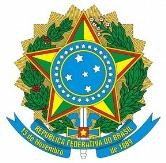 REPÚBLICA FEDERATIVA DO BRASIL
15 de Novembro de 1889